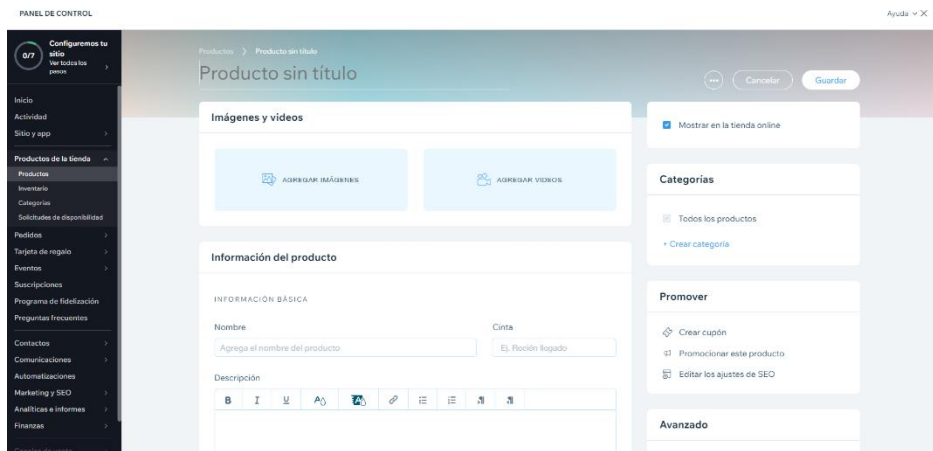 PANEL DE CONTROL
Ayuda
0/7
Configuremos tu
sitio
Ver todos los
pasos
Inicio
Actividad
Sitio y app
Productos de la tienda
Productos
Inventario
Categorías
Solicitudes de disponibilidad
Pedidos
Tarjeta de regalo
Eventos
Suscripciones
Programa de fidelización
Preguntas frecuentes
Contactos
Comunicaciones
Automatizaciones
Marketing y SEO
Analíticas e informes
Finanzas
Canales de venta
Productos > Producto sin título
Producto sin título
Cancelar
Guardar
Imágenes y videos
AGREGAR IMÁGENES
AGREGAR VIDEOS
Información del producto
INFORMACIÓN BÁSICA
Nombre
Cinta
Agrega el nombre del producto
Ej. Recién llegado
Descripción
B I U A A
Mostrar en la tienda online
Categorías
Todos los productos
+ Crear categoría
Promover
Crear cupón
Promocionar este producto
Editar los ajustes de SEO
Avanzado